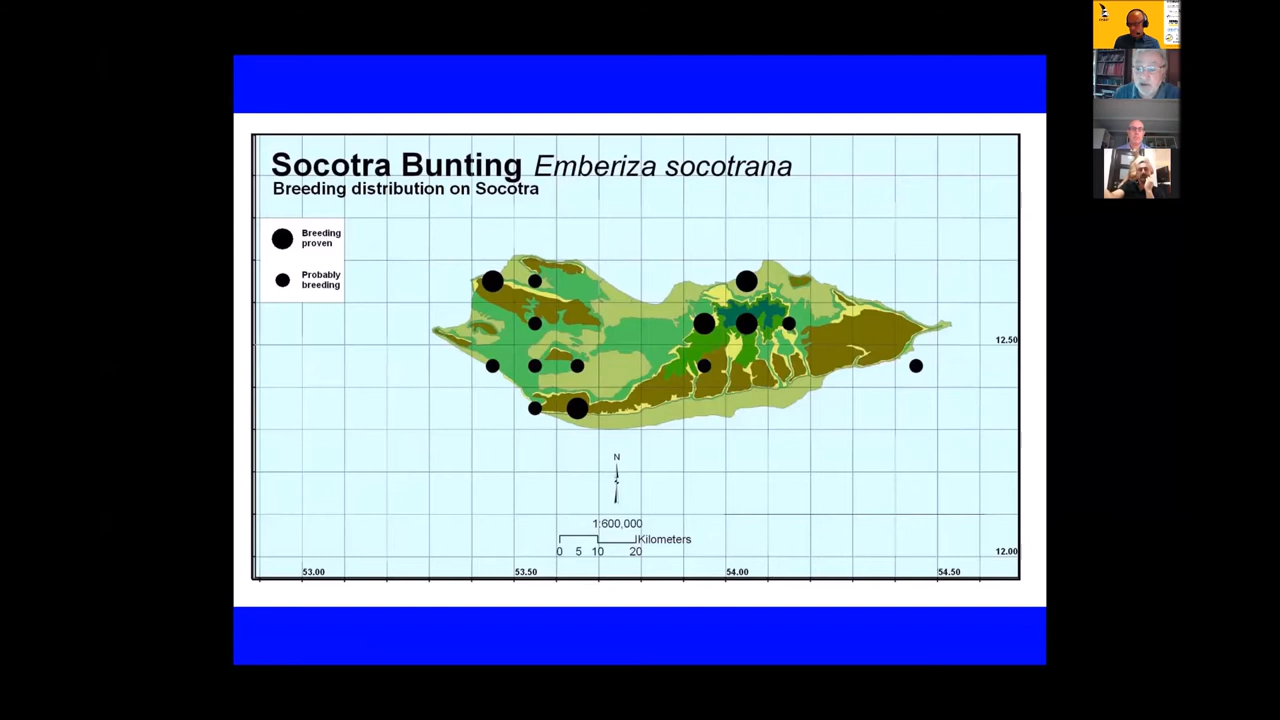 Socotra Bunting Emberiza socotrana
Breeding distribution on Socotra
Breeding
proven
Probably
breeding
12.50
N
1:600,000
Kilometers
0 5 10 20
12.00
53.00 53.50 54.00 54.50